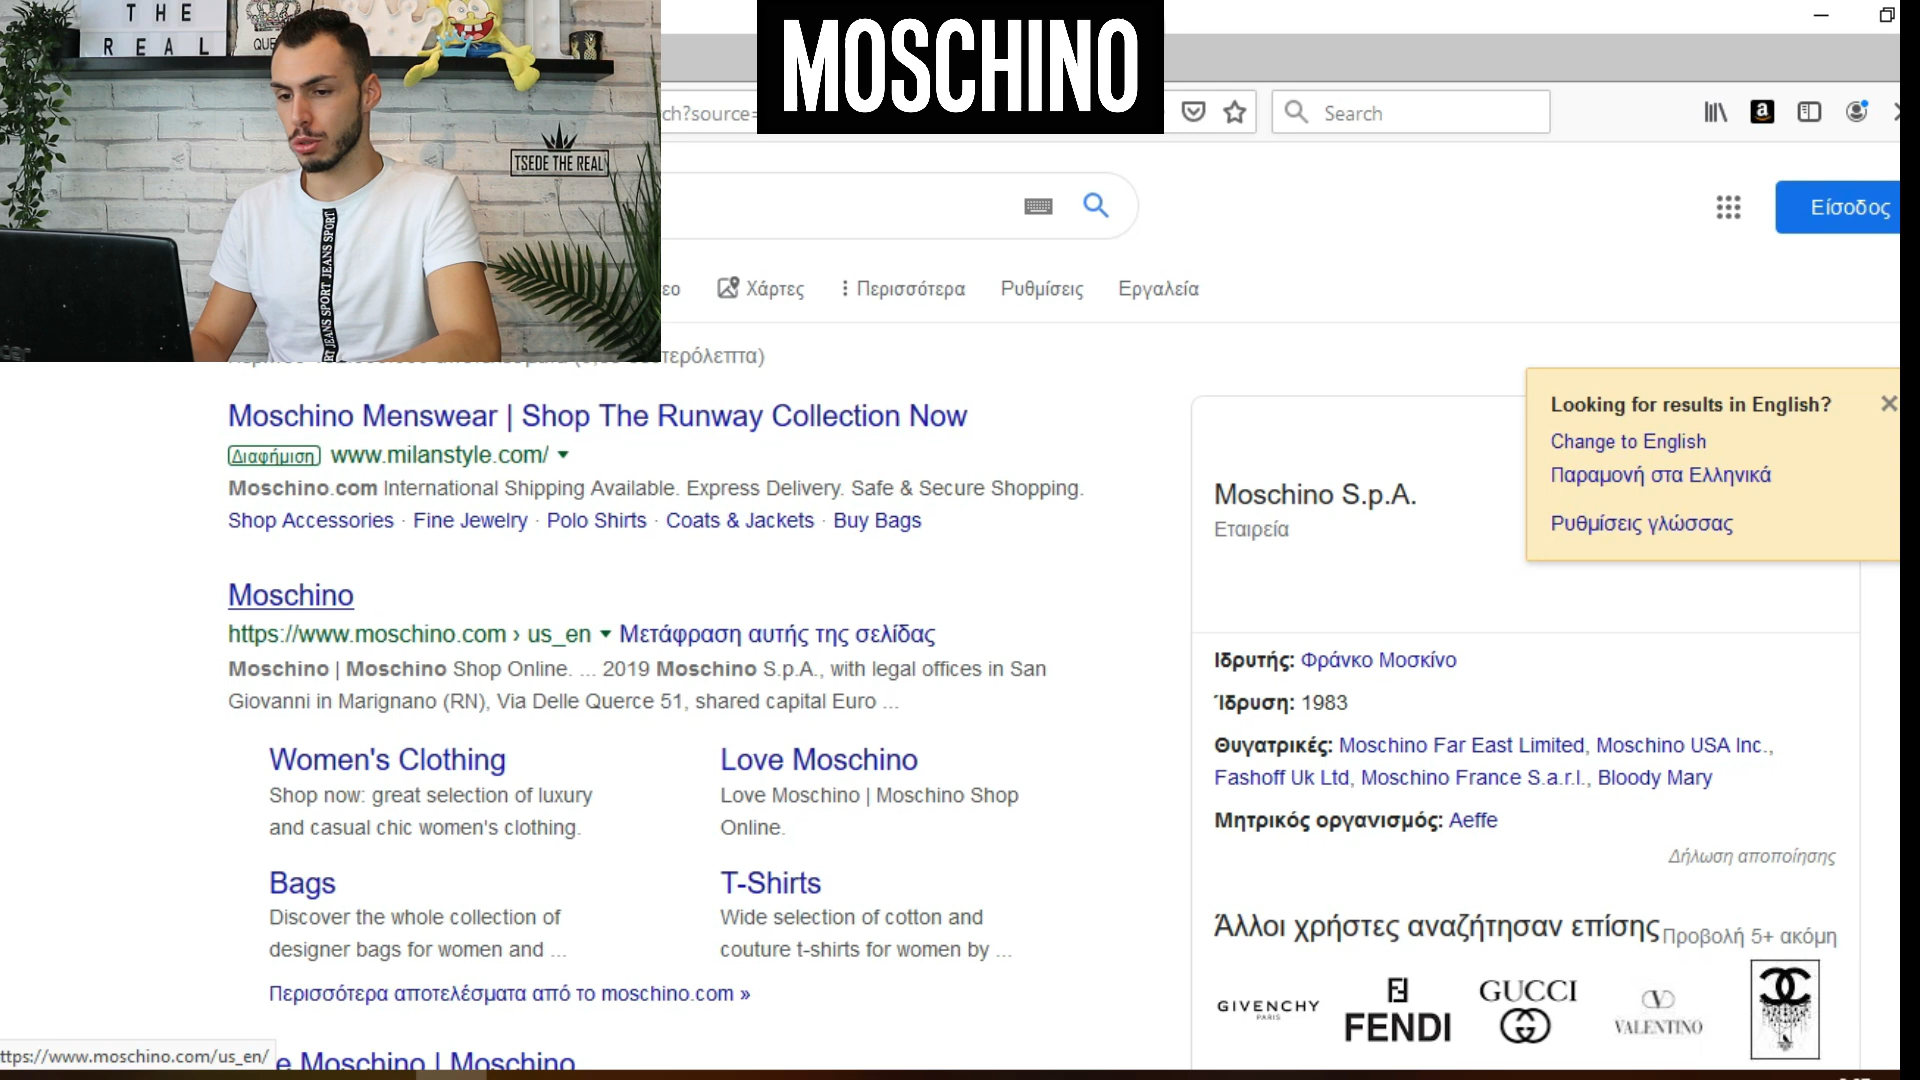 THE
REAL
QUE
TSEDE THE REAL
JEANS SPORT JEANS SPORT
MOSCHINO
ch?source=
Search
Είσοδος
εο
Χάρτες
Περισσότερα
Ρυθμίσεις
Εργαλεία
τερόλεπτα)
Moschino Menswear | Shop The Runway Collection Now
Διαφήμιση www.milanstyle.com/
Moschino.com International Shipping Available. Express Delivery. Safe & Secure Shopping.
Shop Accessories · Fine Jewelry · Polo Shirts · Coats & Jackets · Buy Bags
Moschino
https://www.moschino.com › us_en Μετάφραση αυτής της σελίδας
Moschino | Moschino Shop Online. ... 2019 Moschino S.p.A., with legal offices in San
Giovanni in Marignano (RN), Via Delle Querce 51, shared capital Euro ...
Women's Clothing
Shop now: great selection of luxury
and casual chic women's clothing.
Love Moschino
Love Moschino | Moschino Shop
Online.
Bags
Discover the whole collection of
designer bags for women and ...
T-Shirts
Wide selection of cotton and
couture t-shirts for women by ...
Περισσότερα αποτελέσματα από το moschino.com »
e Moschino | Moschino
ttps://www.moschino.com/us_en/
Looking for results in English?
Change to English
Παραμονή στα Ελληνικά
Ρυθμίσεις γλώσσας
Moschino S.p.A.
Εταιρεία
Ιδρυτής: Φράνκο Μοσκίνο
Ίδρυση: 1983
Θυγατρικές: Moschino Far East Limited, Moschino USA Inc.,
Fashoff Uk Ltd, Moschino France S.a.r.l., Bloody Mary
Μητρικός οργανισμός: Aeffe
Δήλωση αποποίησης
Άλλοι χρήστες αναζήτησαν επίσης
Προβολή 5+ ακόμη
GIVENCHY
PARIS
FENDI
GUCCI
VALENTINO